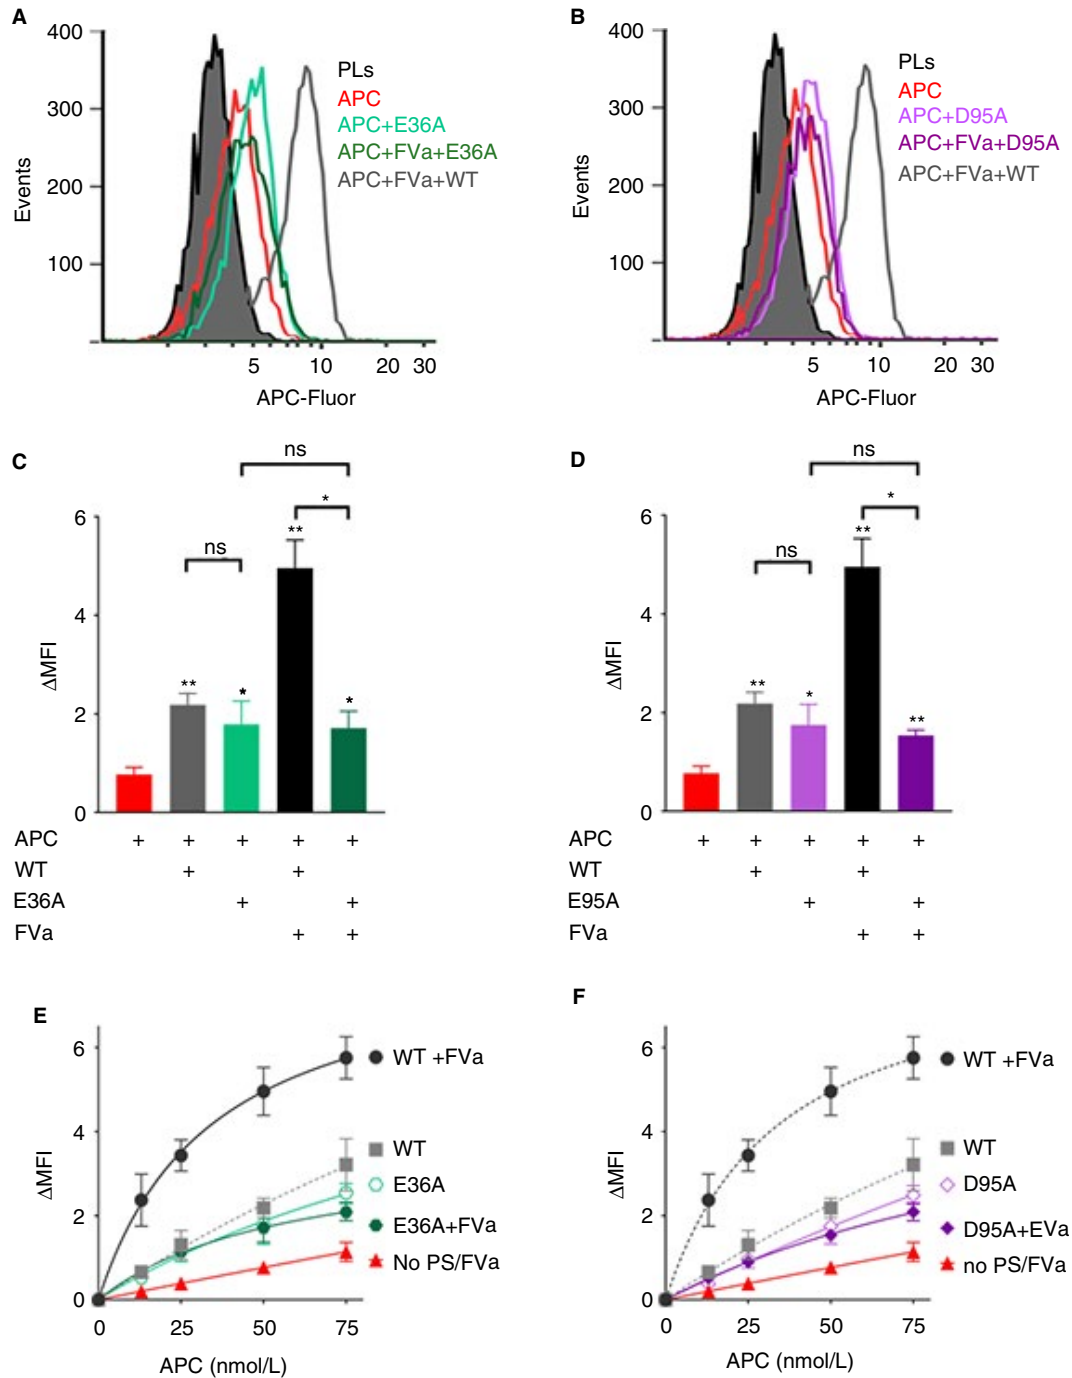 A
400
300
200
100
Events
5 10 20 30
APC-Fluor
PLs
APC
APC+E36A
APC+FVa+E36A
APC+FVa+WT
B
400
300
200
100
Events
5 10 20 30
APC-Fluor
PLs
APC
APC+D95A
APC+FVa+D95A
APC+FVa+WT
C
ns
*
**
ns
** * *
6
4
2
0
ΔMFI
APC + + + + +
WT + +
E36A + +
FVa + +
D
ns
*
**
ns
** * **
6
4
2
0
ΔMFI
APC + + + + +
WT + +
E95A + +
FVa + +
E
6
4
2
0
ΔMFI
0 25 50 75
APC (nmol/L)
WT +FVa
WT
E36A
E36A+FVa
No PS/FVa
F
6
4
2
0
ΔMFI
0 25 50 75
APC (nmol/L)
WT +FVa
WT
D95A
D95A+EVa
no PS/FVa